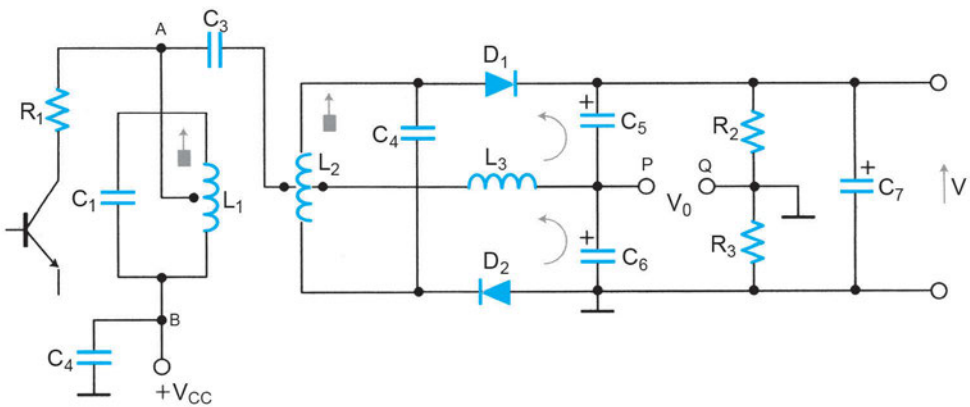 A
C3
D1
R1
C1
L1
L2
C4
L3
C5
P
Q
V0
R2
C7
V
C6
R3
D2
B
C4
+VCC
+
+
+